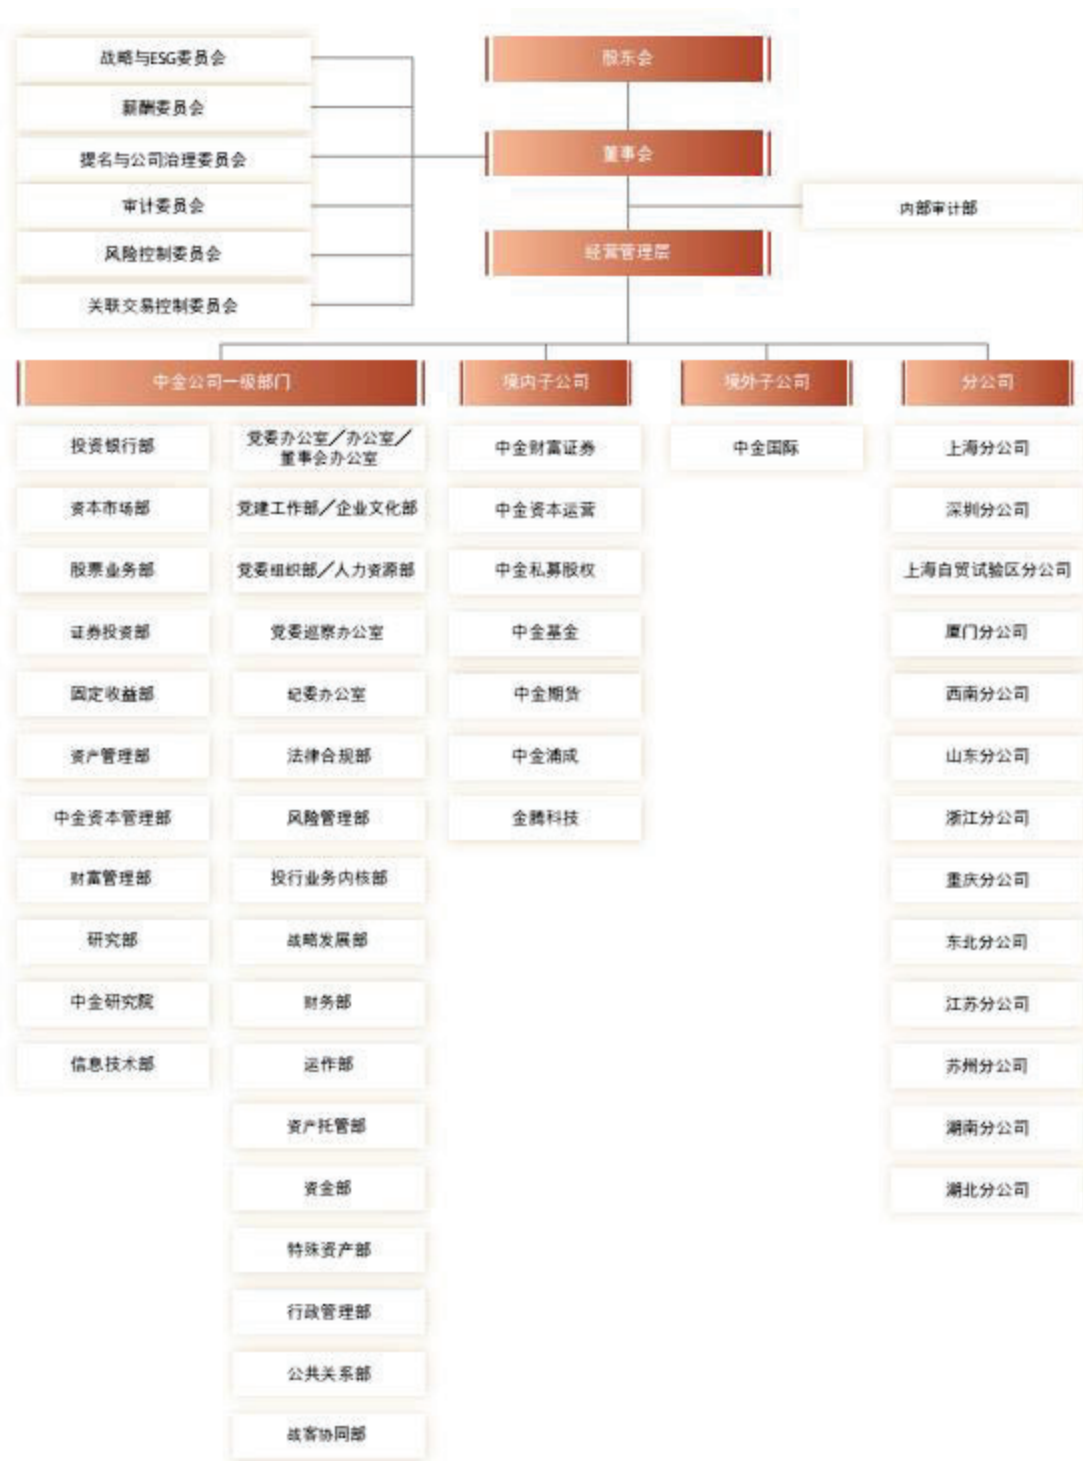 股东会
董事会
战略与ESG委员会
薪酬委员会
提名与公司治理委员会
审计委员会
风险控制委员会
关联交易控制委员会
内部审计部
经营管理层
中金公司一级部门
投资银行部
资本市场部
股票业务部
证券投资部
固定收益部
资产管理部
中金资本管理部
财富管理部
研究部
中金研究院
信息技术部
党委办公室/办公室/
董事会办公室
党建工作部/企业文化部
党委组织部/人力资源部
党委巡察办公室
纪委办公室
法律合规部
风险管理部
投行业务内核部
战略发展部
财务部
运作部
资产托管部
资金部
特殊资产部
行政管理部
公共关系部
战客协同部
境内子公司
中金财富证券
中金资本运营
中金私募股权
中金基金
中金期货
中金浦成
金腾科技
境外子公司
中金国际
分公司
上海分公司
深圳分公司
上海自贸试验区分公司
厦门分公司
西南分公司
山东分公司
浙江分公司
重庆分公司
东北分公司
江苏分公司
苏州分公司
湖南分公司
湖北分公司